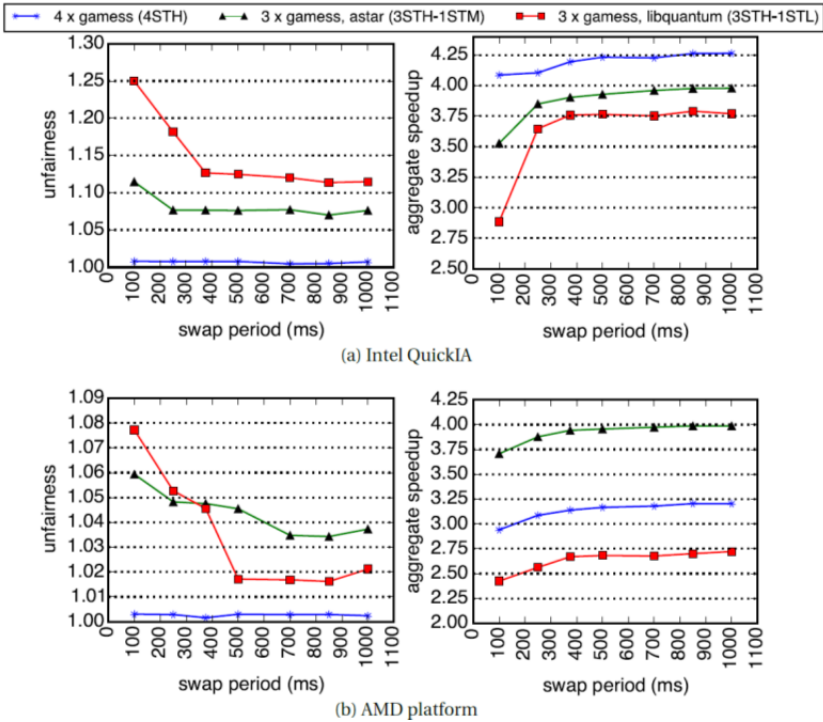 4 x gamess (4STH) 3 x gamess, astar (3STH-1STM) 3 x gamess, libquantum (3STH-1STL)
unfairness
1.30
1.25
1.20
1.15
1.10
1.05
1.00
0 100 200 300 400 500 600 700 800 900 1000 1100
swap period (ms)
aggregate speedup
4.25
4.00
3.75
3.50
3.25
3.00
2.75
2.50
0 100 200 300 400 500 600 700 800 900 1000 1100
swap period (ms)
(a) Intel QuickIA
unfairness
1.09
1.08
1.07
1.06
1.05
1.04
1.03
1.02
1.01
1.00
0 100 200 300 400 500 600 700 800 900 1000 1100
swap period (ms)
aggregate speedup
4.25
4.00
3.75
3.50
3.25
3.00
2.75
2.50
2.25
2.00
0 100 200 300 400 500 600 700 800 900 1000 1100
swap period (ms)
(b) AMD platform